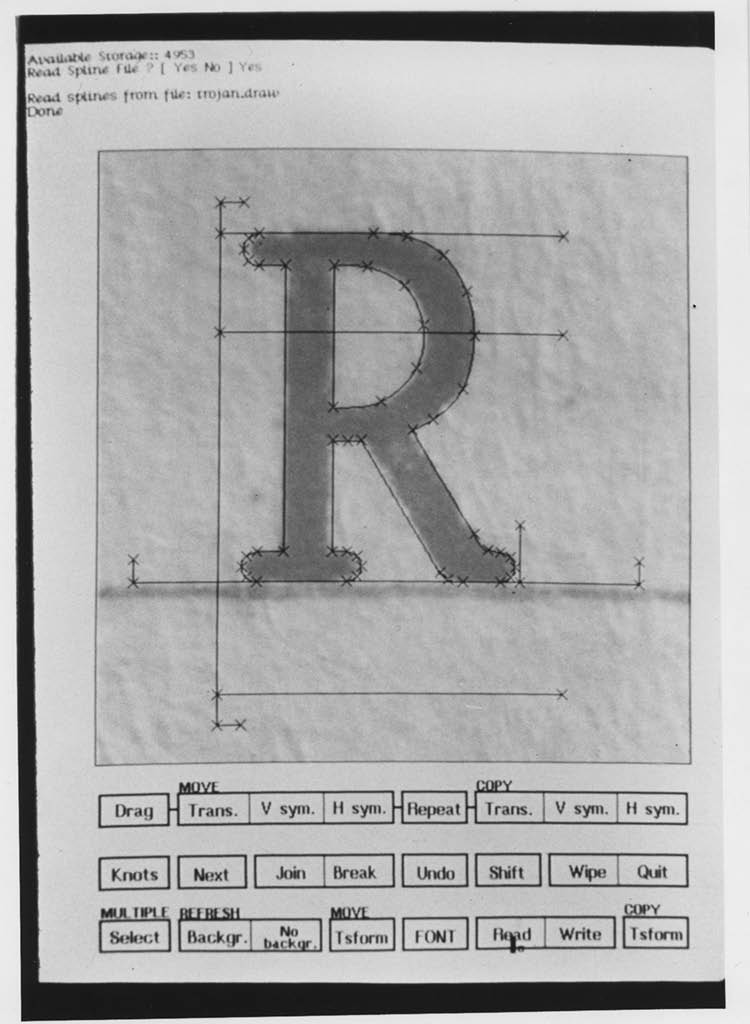 Available Storage:: 4953
Read Spline File ? [ Yes No ] Yes
Read splines from file: trojan.draw
Done
R
MOVE COPY
Drag Trans. V sym. H sym. Repeat Trans. V sym. H sym.
Knots Next Join Break Undo Shift Wipe Quit
MULTIPLE REFRESH MOVE COPY
Select Backgr. No backgr. Tsform FONT Read Write Tsform